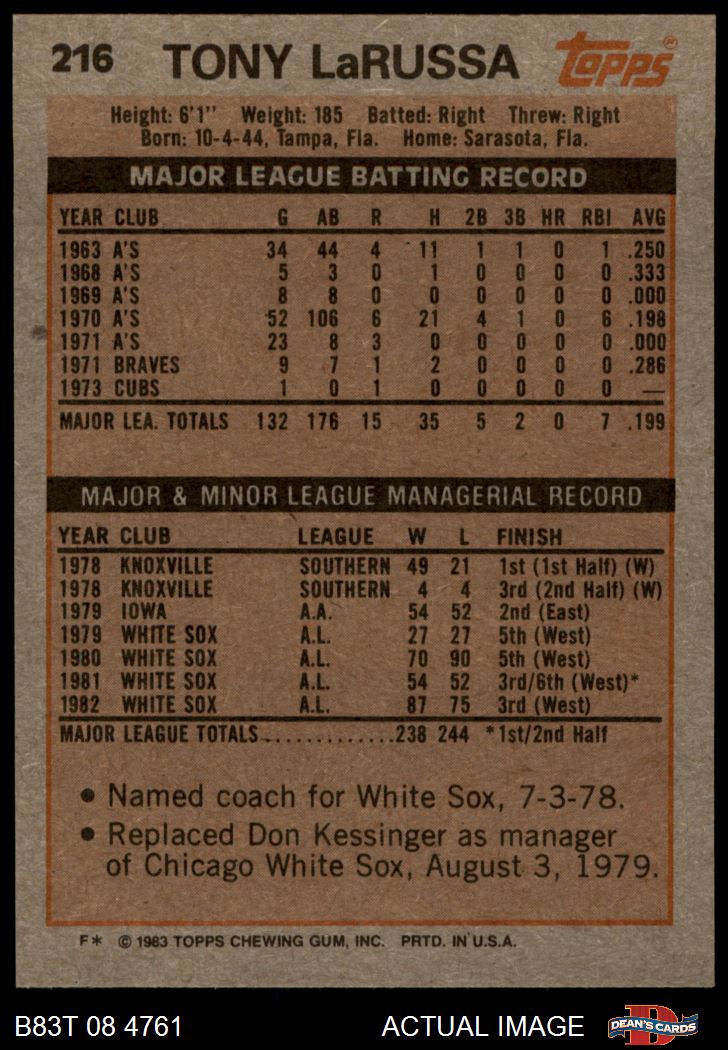 216 TONY LaRUSSA Topps®
Height: 6'1" Weight: 185 Batted: Right Threw: Right
Born: 10-4-44, Tampa, Fla. Home: Sarasota, Fla.
MAJOR LEAGUE BATTING RECORD
YEAR CLUB G AB R H 2B 3B HR RBI AVG
1963 A'S 34 44 4 11 1 1 0 1 .250
1968 A'S 5 3 0 1 0 0 0 0 .333
1969 A'S 8 8 0 0 0 0 0 0 .000
1970 A'S 52 106 6 21 4 1 0 6 .198
1971 A'S 23 8 3 0 0 0 0 0 .000
1971 BRAVES 9 7 1 2 0 0 0 0 .286
1973 CUBS 1 0 1 0 0 0 0 0 —
MAJOR LEA. TOTALS 132 176 15 35 5 2 0 7 .199
MAJOR & MINOR LEAGUE MANAGERIAL RECORD
YEAR CLUB LEAGUE W L FINISH
1978 KNOXVILLE SOUTHERN 49 21 1st (1st Half) (W)
1978 KNOXVILLE SOUTHERN 4 4 3rd (2nd Half) (W)
1979 IOWA A.A. 54 52 2nd (East)
1979 WHITE SOX A.L. 27 27 5th (West)
1980 WHITE SOX A.L. 70 90 5th (West)
1981 WHITE SOX A.L. 54 52 3rd/6th (West)*
1982 WHITE SOX A.L. 87 75 3rd (West)
MAJOR LEAGUE TOTALS.............238 244 *1st/2nd Half
• Named coach for White Sox, 7-3-78.
• Replaced Don Kessinger as manager
of Chicago White Sox, August 3, 1979.
F* © 1983 TOPPS CHEWING GUM, INC. PRTD. IN U.S.A.
B83T 08 4761 ACTUAL IMAGE D DEAN'S CARDS